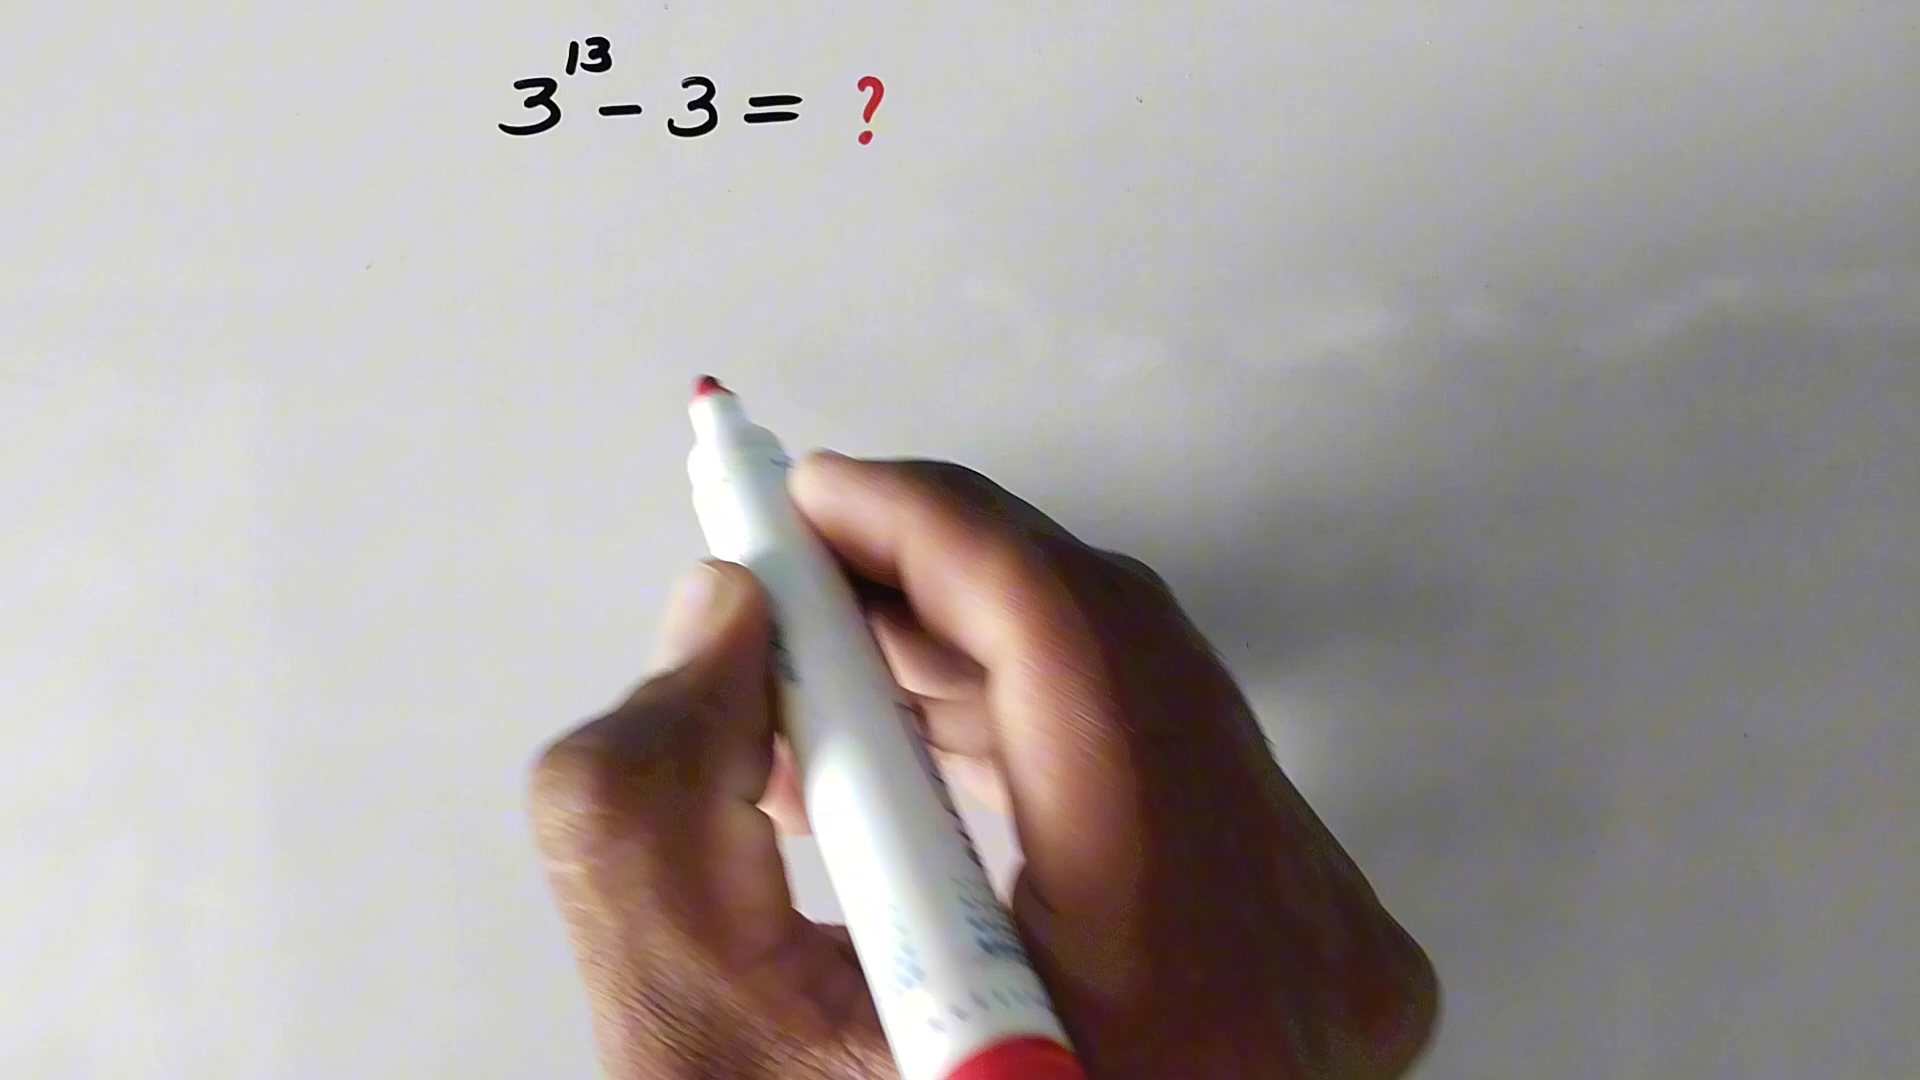 3¹³ - 3 = ?